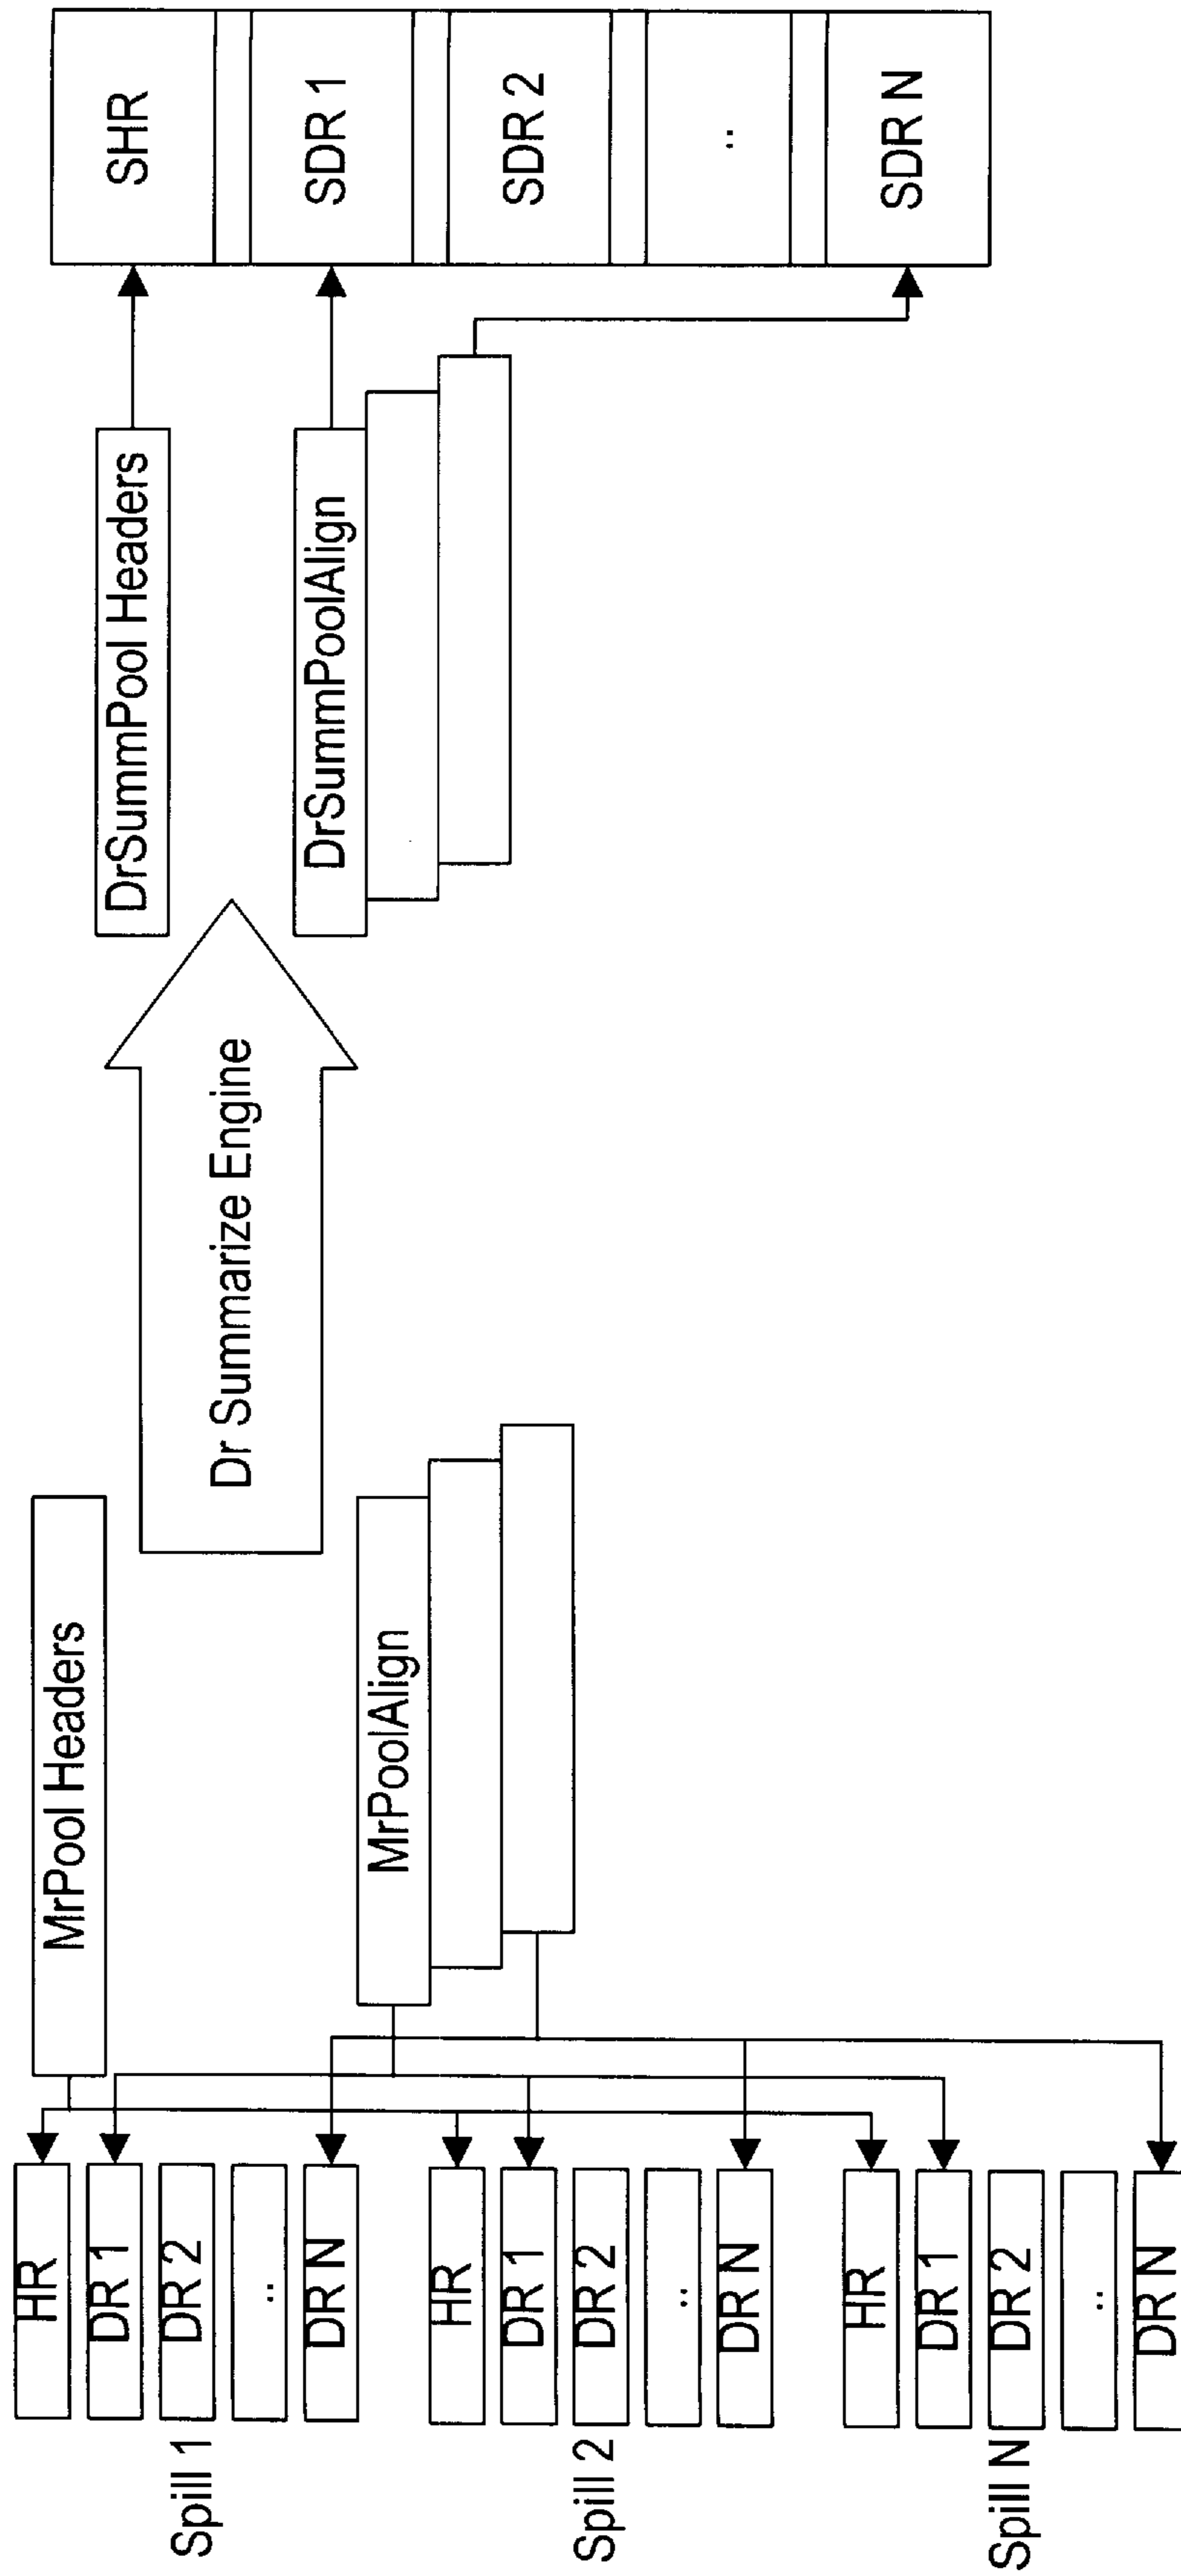 Spill 1
HR
DR 1
DR 2
..
DR N
Spill 2
HR
DR 1
DR 2
..
DR N
Spill N
HR
DR 1
DR 2
..
DR N
MrPool Headers
MrPoolAlign
Dr Summarize Engine
DrSummPool Headers
DrSummPoolAlign
SHR
SDR 1
SDR 2
..
SDR N